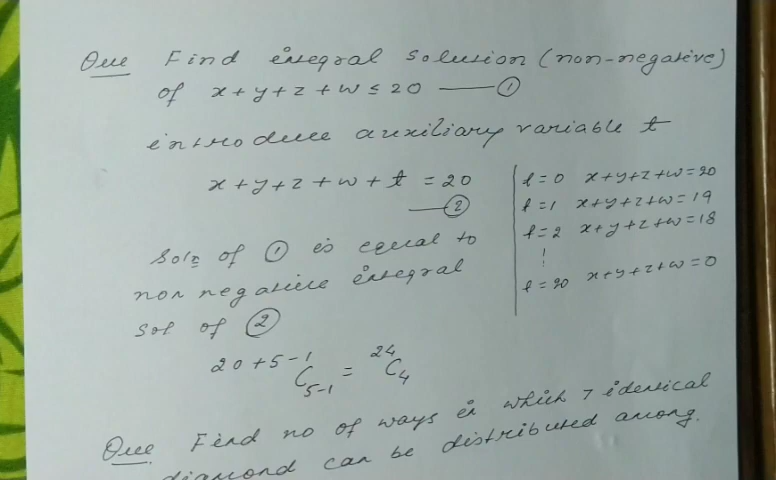 Que Find integral solution (non-negative)
of x+y+z+w≤20 —— ①
introduce auxiliary variable t
x+y+z+w+t=20
—②
t=0 x+y+z+w=20
t=1 x+y+z+w=19
t=2 x+y+z+w=18
⋮
t=20 x+y+z+w=0
Soln of ① is equal to
non negative integral
sol of ②
20+5-1C5-1 = 24C4
Que. Find no of ways in which 7 identical
diamond can be distributed among.